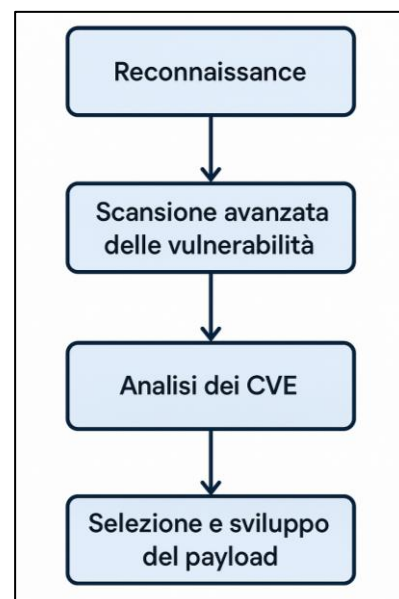 Reconnaissance
Scansione avanzata
delle vulnerabilità
Analisi dei CVE
Selezione e sviluppo
del payload